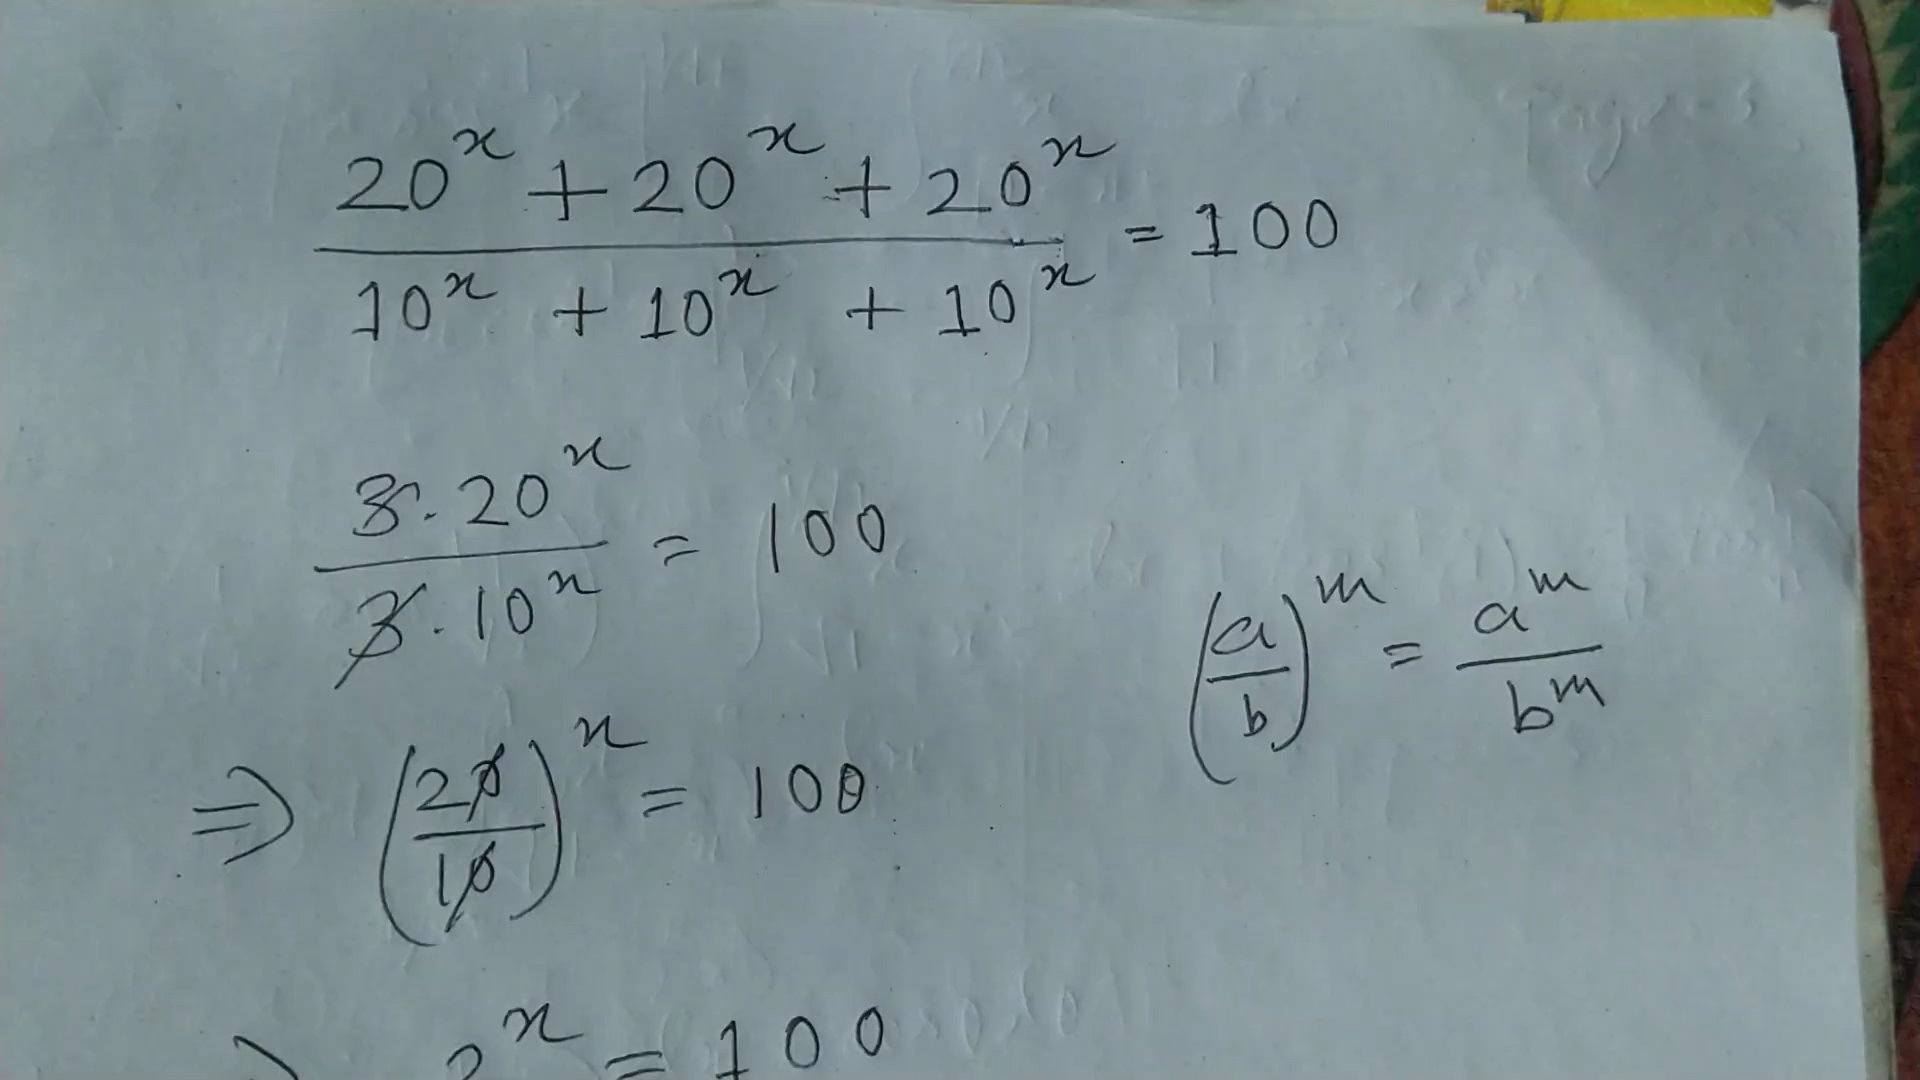 20^x + 20^x + 20^x / 10^x + 10^x + 10^x = 100
3 · 20^x / 3 · 10^x = 100
(a/b)^m = a^m / b^m
⇒ (20/10)^x = 100
⇒ 2^x = 100